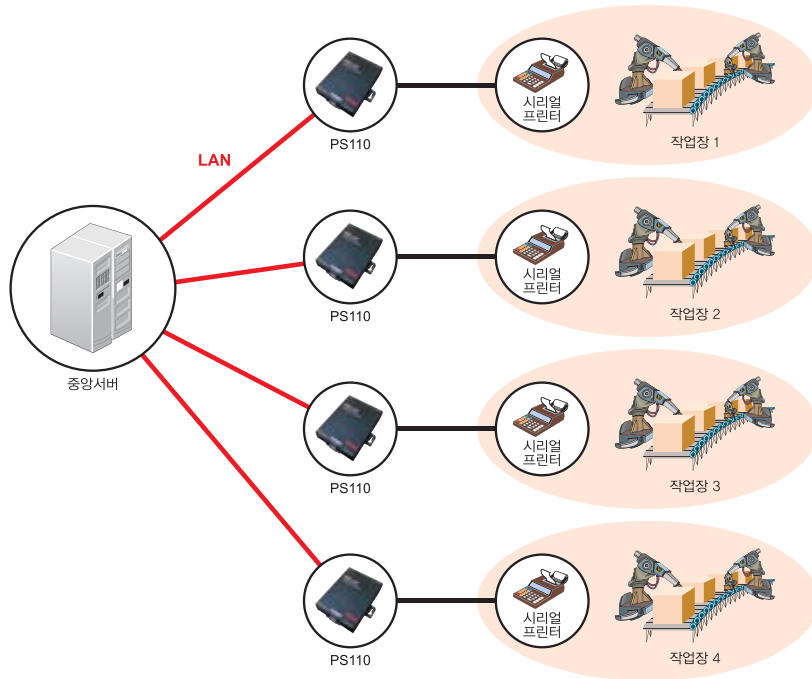 시리얼
프린터
PS110
작업장 1
LAN
시리얼
프린터
PS110
작업장 2
중앙서버
시리얼
프린터
PS110
작업장 3
시리얼
프린터
PS110
작업장 4